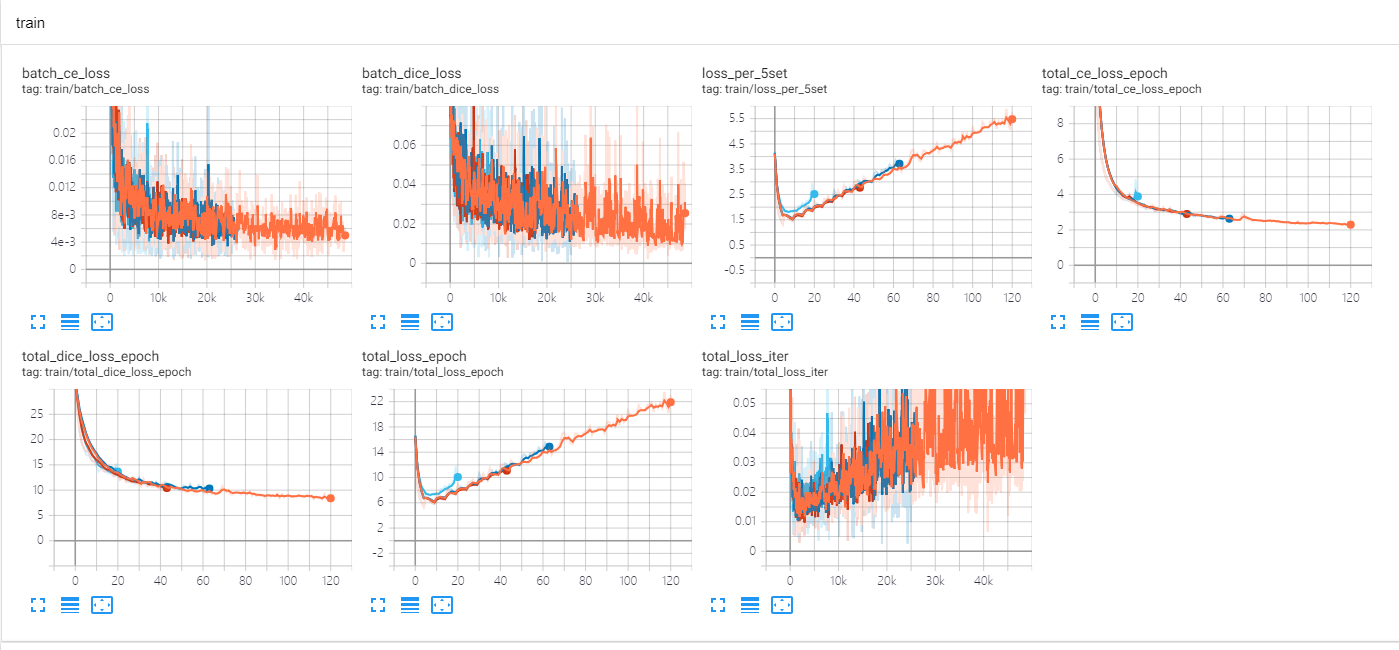 train
batch_ce_loss
tag: train/batch_ce_loss
0.02
0.016
0.012
8e-3
4e-3
0
0 10k 20k 30k 40k
batch_dice_loss
tag: train/batch_dice_loss
0.06
0.04
0.02
0
0 10k 20k 30k 40k
loss_per_5set
tag: train/loss_per_5set
5.5
4.5
3.5
2.5
1.5
0.5
-0.5
0 20 40 60 80 100 120
total_ce_loss_epoch
tag: train/total_ce_loss_epoch
8
6
4
2
0
0 20 40 60 80 100 120
total_dice_loss_epoch
tag: train/total_dice_loss_epoch
25
20
15
10
5
0
0 20 40 60 80 100 120
total_loss_epoch
tag: train/total_loss_epoch
22
18
14
10
6
2
-2
0 20 40 60 80 100 120
total_loss_iter
tag: train/total_loss_iter
0.05
0.04
0.03
0.02
0.01
0
0 10k 20k 30k 40k